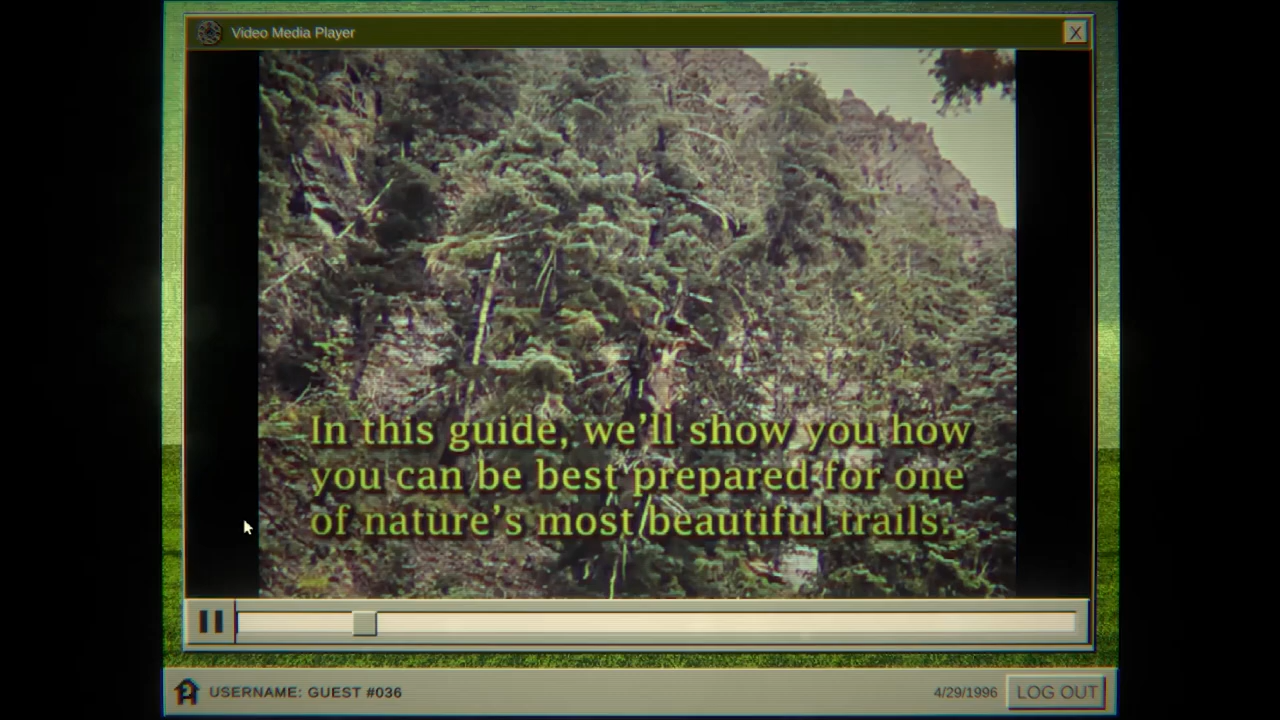 Video Media Player
X
In this guide, we'll show you how
you can be best prepared for one
of nature's most beautiful trails.
USERNAME: GUEST #036
4/29/1996
LOG OUT